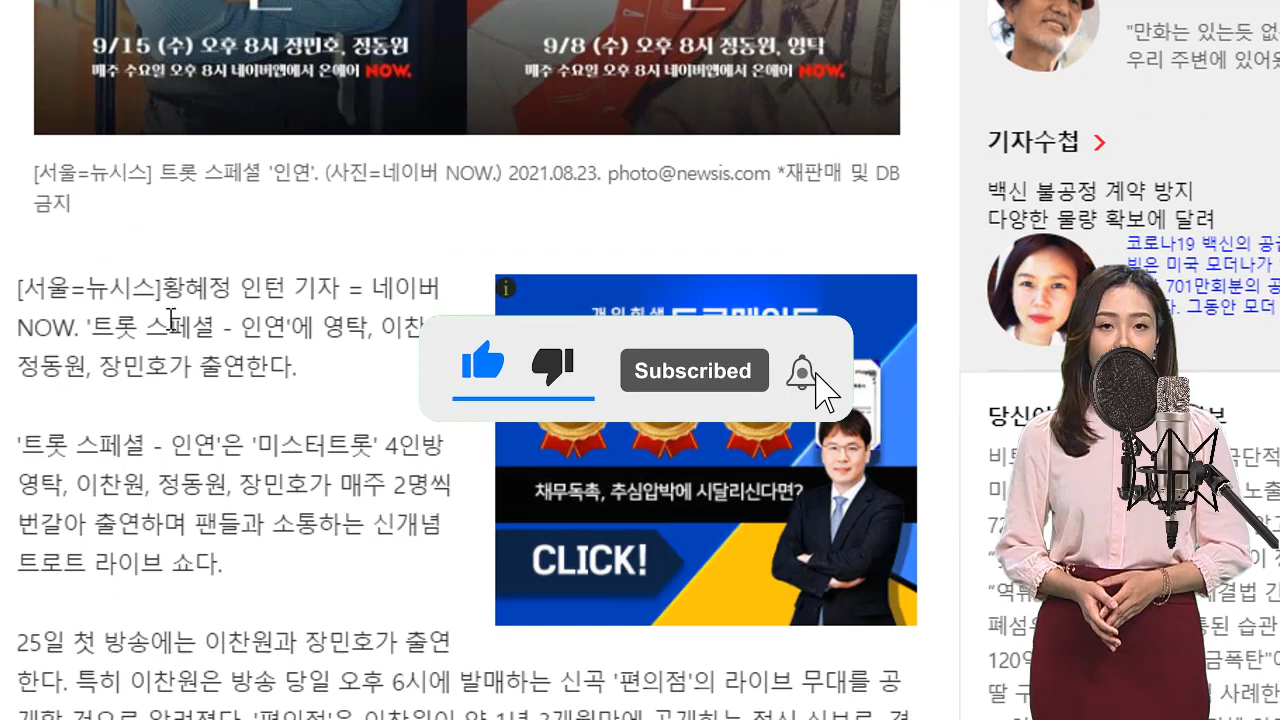 9/15 (수) 오후 8시 정민호, 정동원
매주 수요일 오후 8시 네이버앱에서 온에어 NOW.
9/8 (수) 오후 8시 정동원, 영탁
매주 수요일 오후 8시 네이버앱에서 온에어 NOW.
[서울=뉴시스] 트롯 스페셜 '인연'. (사진=네이버 NOW.) 2021.08.23. photo@newsis.com *재판매 및 DB
금지
[서울=뉴시스]황혜정 인턴 기자 = 네이버
NOW. '트롯 스페셜 - 인연'에 영탁, 이찬
정동원, 장민호가 출연한다.
'트롯 스페셜 - 인연'은 '미스터트롯' 4인방
영탁, 이찬원, 정동원, 장민호가 매주 2명씩
번갈아 출연하며 팬들과 소통하는 신개념
트로트 라이브 쇼다.
25일 첫 방송에는 이찬원과 장민호가 출연
한다. 특히 이찬원은 방송 당일 오후 6시에 발매하는 신곡 '편의점'의 라이브 무대를 공
Subscribed
채무독촉, 추심압박에 시달리신다면?
CLICK!
"만화는 있는듯 없
우리 주변에 있어
기자수첩 >
백신 불공정 계약 방지
다양한 물량 확보에 달려
코로나19 백신의 공
빚은 미국 모더나가
701만회분의 공
다. 그동안 모더